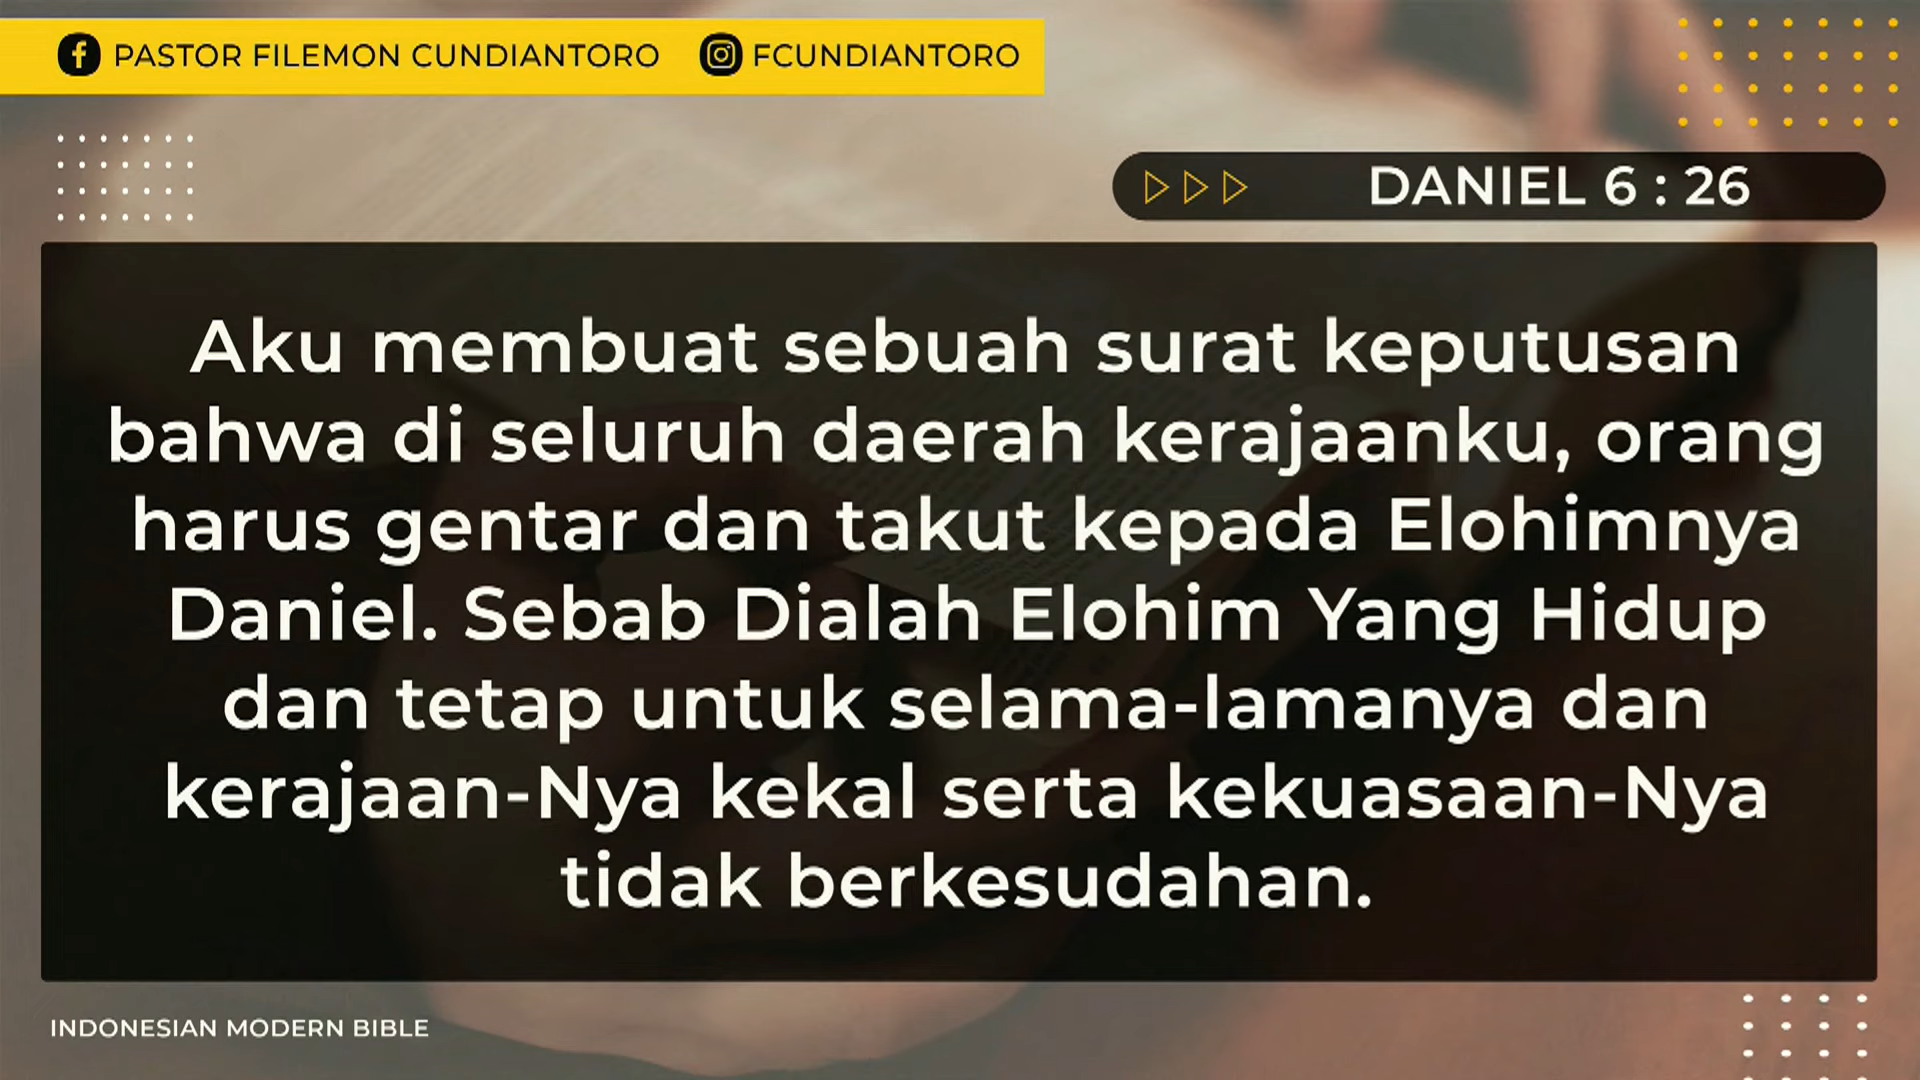 PASTOR FILEMON CUNDIANTORO FCUNDIANTORO
DANIEL 6 : 26
Aku membuat sebuah surat keputusan
bahwa di seluruh daerah kerajaanku, orang
harus gentar dan takut kepada Elohimnya
Daniel. Sebab Dialah Elohim Yang Hidup
dan tetap untuk selama-lamanya dan
kerajaan-Nya kekal serta kekuasaan-Nya
tidak berkesudahan.
INDONESIAN MODERN BIBLE